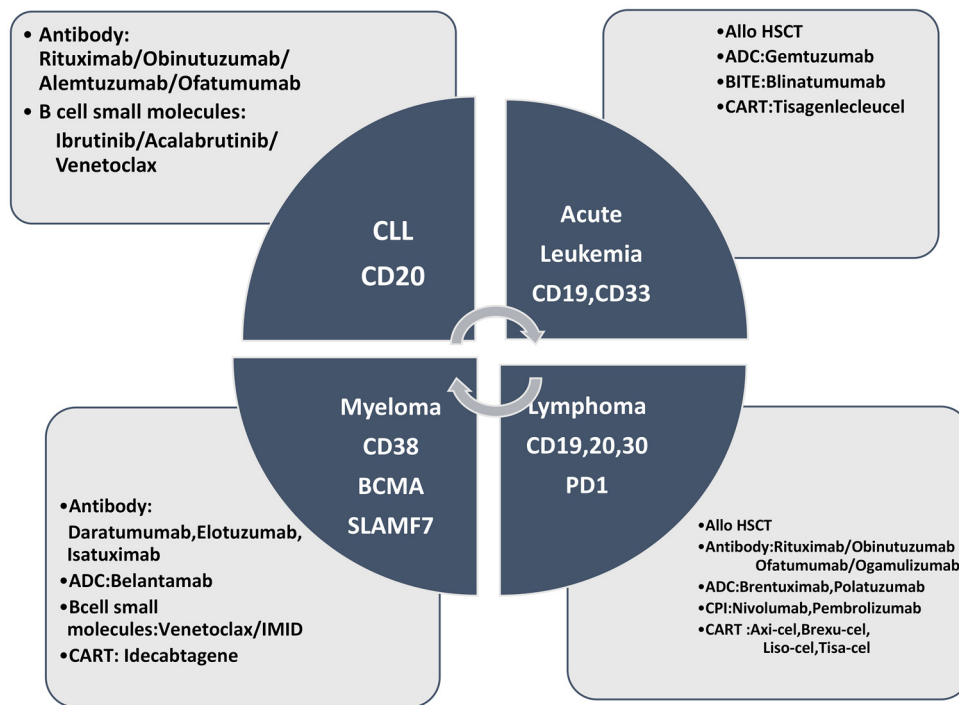 • Antibody:
Rituximab/Obinutuzumab/
Alemtuzumab/Ofatumumab
• B cell small molecules:
Ibrutinib/Acalabrutinib/
Venetoclax
•Allo HSCT
•ADC:Gemtuzumab
•BITE:Blinatumumab
•CART:Tisagenlecleucel
CLL
CD20
Acute
Leukemia
CD19,CD33
Myeloma
CD38
BCMA
SLAMF7
Lymphoma
CD19,20,30
PD1
•Antibody:
Daratumumab,Elotuzumab,
Isatuximab
•ADC:Belantamab
•Bcell small
molecules:Venetoclax/IMID
•CART: Idecabtagene
•Allo HSCT
•Antibody:Rituximab/Obinutuzumab
Ofatumumab/Ogamulizumab
•ADC:Brentuximab,Polatuzumab
•CPI:Nivolumab,Pembrolizumab
•CART :Axi-cel,Brexu-cel,
Liso-cel,Tisa-cel